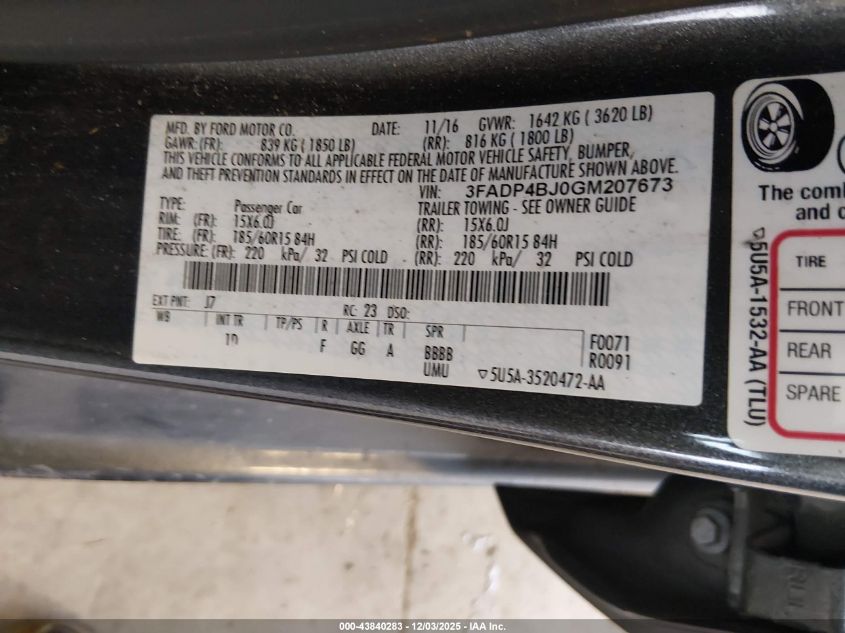 MFD. BY FORD MOTOR CO. DATE: 11/16 GVWR: 1642 KG ( 3620 LB)
GAWR:(FR): 839 KG ( 1850 LB) (RR): 816 KG ( 1800 LB)
THIS VEHICLE CONFORMS TO ALL APPLICABLE FEDERAL MOTOR VEHICLE SAFETY, BUMPER,
AND THEFT PREVENTION STANDARDS IN EFFECT ON THE DATE OF MANUFACTURE SHOWN ABOVE.
VIN: 3FADP4BJ0GM207673
TYPE: Passenger Car TRAILER TOWING - SEE OWNER GUIDE
RIM: (FR): 15X6.0J (RR): 15X6.0J
TIRE: (FR): 185/60R15 84H (RR): 185/60R15 84H
PRESSURE: (FR): 220 kPa/ 32 PSI COLD (RR): 220 kPa/ 32 PSI COLD
EXT PNT: J7 RC: 23 DSO:
WB INT TR TP/PS R AXLE TR SPR F0071
10 F GG A BBBB R0091
UMU ▽5U5A-3520472-AA
The comb
and c
TIRE
FRONT
REAR
SPARE
▽5U5A-1532-AA (TLU)
000-43840283 - 12/03/2025 - IAA Inc.